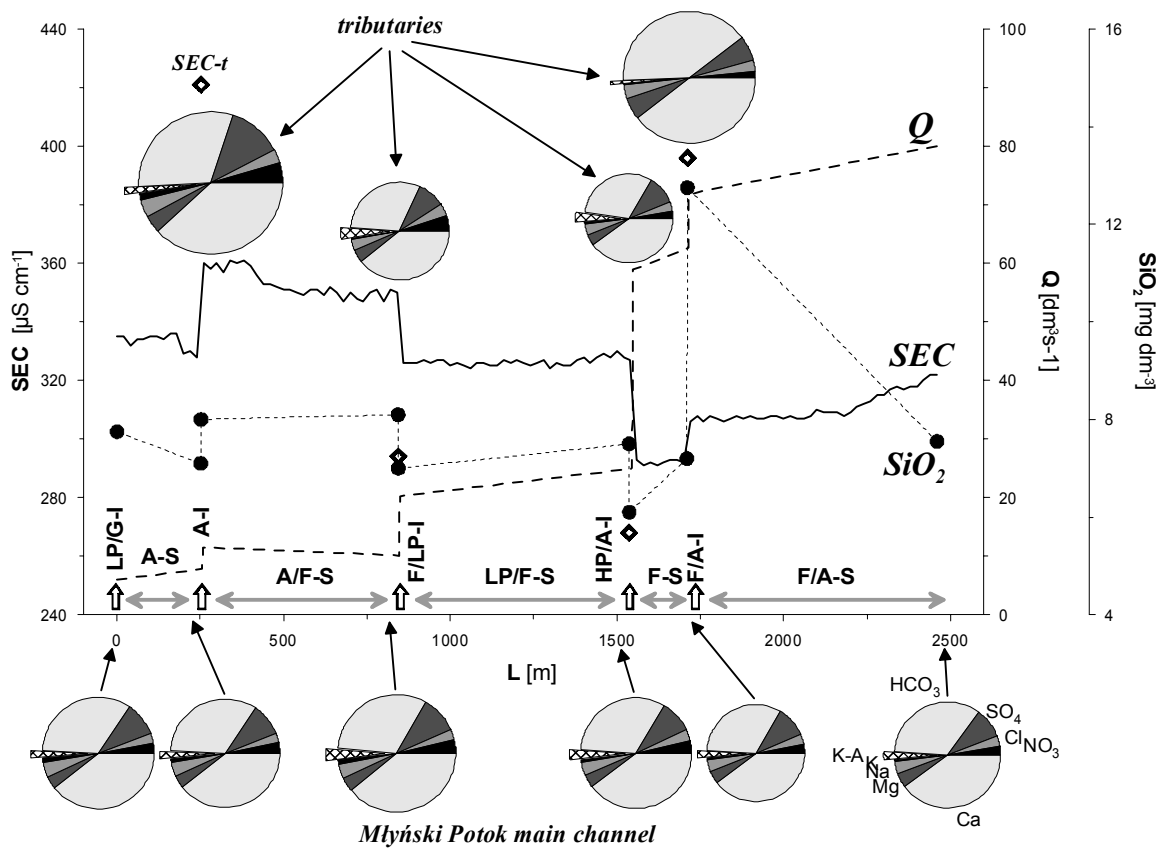 tributaries
SEC-t
440
400
360
320
280
240
SEC [µS cm⁻¹]
100
80
60
40
20
0
Q [dm³s-1]
16
12
8
4
SiO₂ [mg dm⁻³]
Q
SEC
SiO₂
LP/G-I
A-S
A-I
A/F-S
F/LP-I
LP/F-S
HP/A-I
F-S
F/A-I
F/A-S
0
500
1000
1500
2000
2500
L [m]
HCO₃
SO₄
Cl
NO₃
K-A
K
Na
Mg
Ca
Młyński Potok main channel